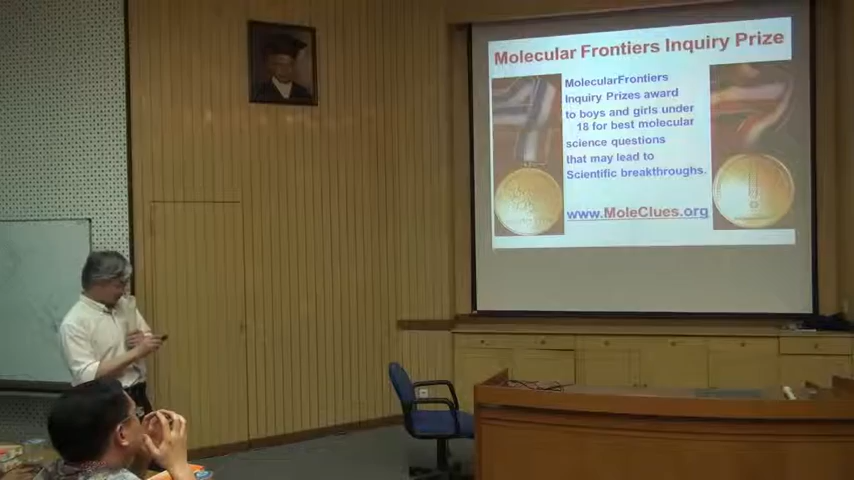 Molecular Frontiers Inquiry Prize
MolecularFrontiers
Inquiry Prizes award
to boys and girls under
18 for best molecular
science questions
that may lead to
Scientific breakthroughs.
www.MoleClues.org